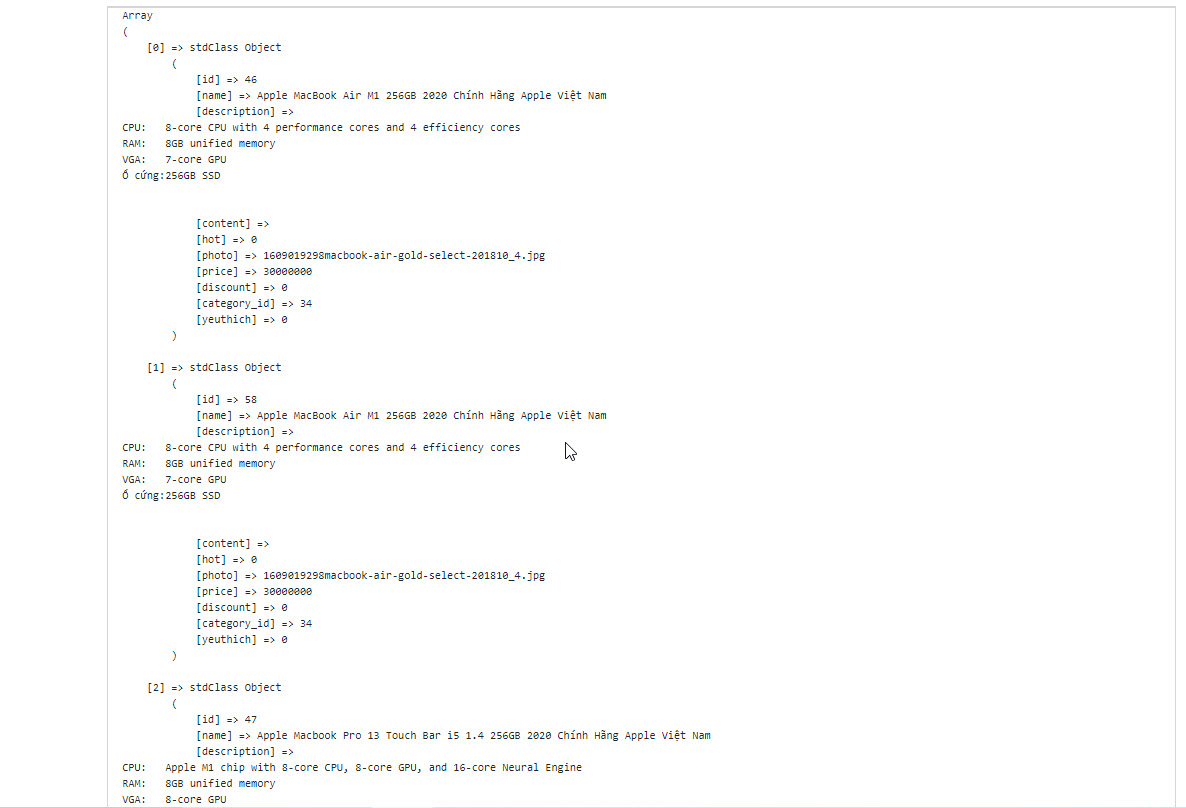 Array
(
[0] => stdClass Object
(
[id] => 46
[name] => Apple MacBook Air M1 256GB 2020 Chính Hãng Apple Việt Nam
[description] =>
CPU: 8-core CPU with 4 performance cores and 4 efficiency cores
RAM: 8GB unified memory
VGA: 7-core GPU
Ổ cứng:256GB SSD
[content] =>
[hot] => 0
[photo] => 1609019298macbook-air-gold-select-201810_4.jpg
[price] => 30000000
[discount] => 0
[category_id] => 34
[yeuthich] => 0
)
[1] => stdClass Object
(
[id] => 58
[name] => Apple MacBook Air M1 256GB 2020 Chính Hãng Apple Việt Nam
[description] =>
CPU: 8-core CPU with 4 performance cores and 4 efficiency cores
RAM: 8GB unified memory
VGA: 7-core GPU
Ổ cứng:256GB SSD
[content] =>
[hot] => 0
[photo] => 1609019298macbook-air-gold-select-201810_4.jpg
[price] => 30000000
[discount] => 0
[category_id] => 34
[yeuthich] => 0
)
[2] => stdClass Object
(
[id] => 47
[name] => Apple Macbook Pro 13 Touch Bar i5 1.4 256GB 2020 Chính Hãng Apple Việt Nam
[description] =>
CPU: Apple M1 chip with 8-core CPU, 8-core GPU, and 16-core Neural Engine
RAM: 8GB unified memory
VGA: 8-core GPU